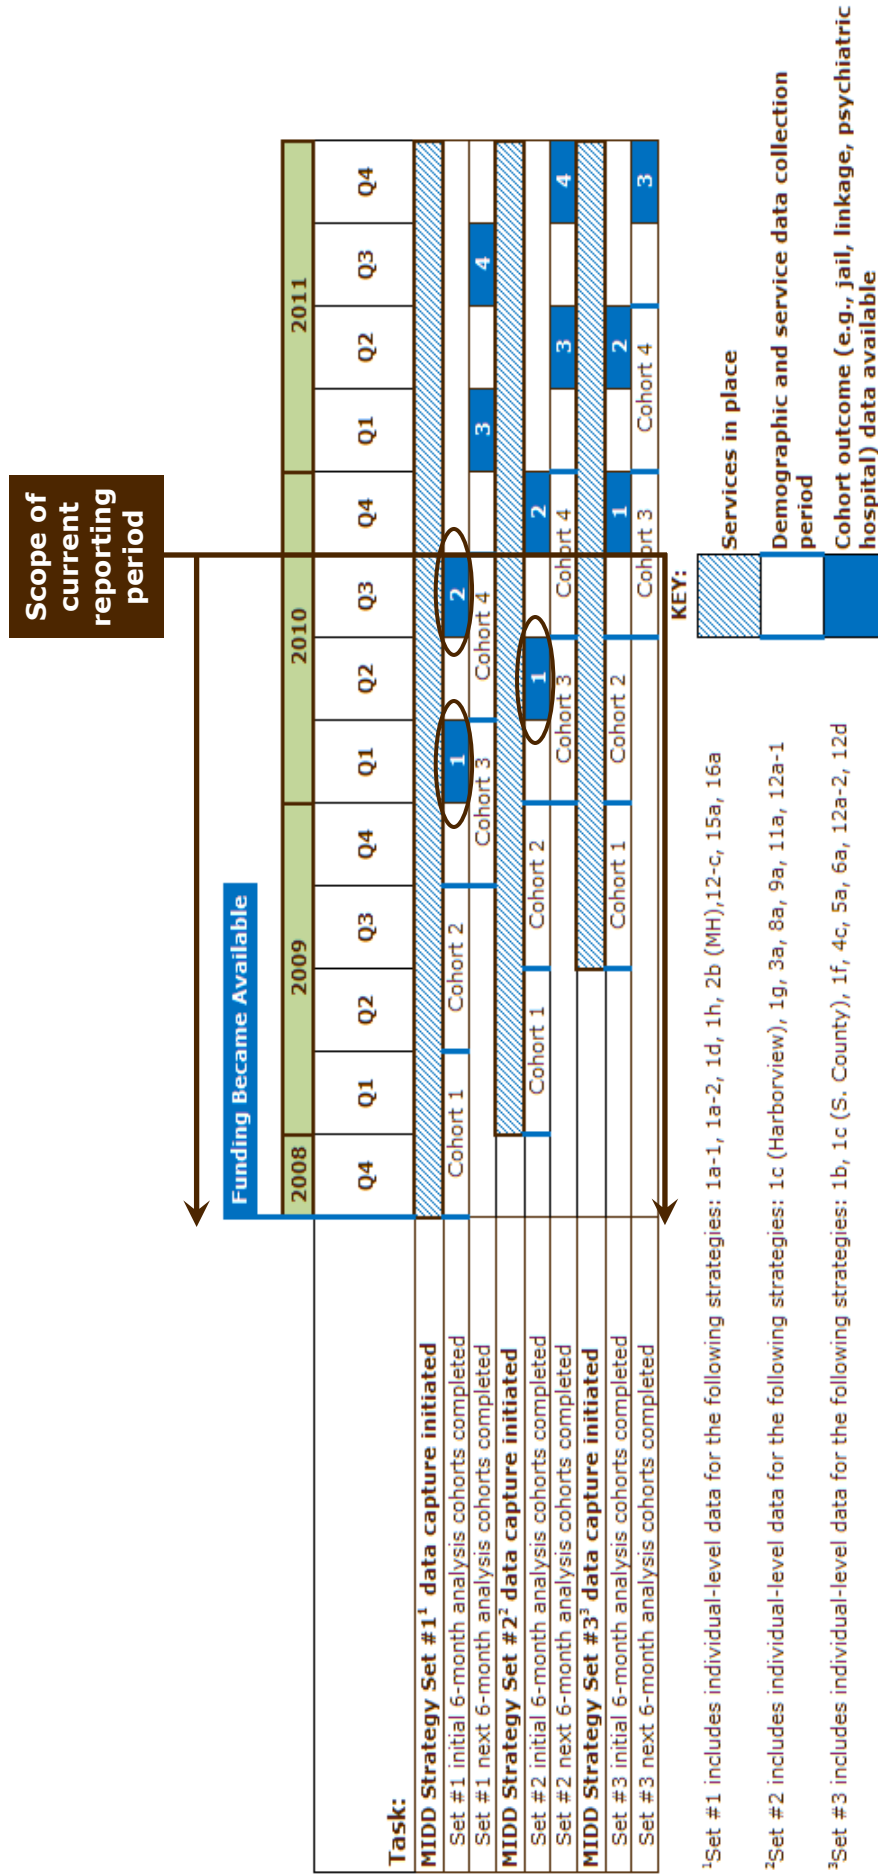 Scope of
current
reporting
period
Funding Became Available
2008 2009 2010 2011
Task: Q4 Q1 Q2 Q3 Q4 Q1 Q2 Q3 Q4 Q1 Q2 Q3 Q4
MIDD Strategy Set #1¹ data capture initiated
Set #1 initial 6-month analysis cohorts completed Cohort 1 Cohort 2 1 2
Set #1 next 6-month analysis cohorts completed Cohort 3 Cohort 4 3 4
MIDD Strategy Set #2² data capture initiated
Set #2 initial 6-month analysis cohorts completed Cohort 1 Cohort 2 1 2
Set #2 next 6-month analysis cohorts completed Cohort 3 Cohort 4 3 4
MIDD Strategy Set #3³ data capture initiated
Set #3 initial 6-month analysis cohorts completed Cohort 1 Cohort 2 1 2
Set #3 next 6-month analysis cohorts completed Cohort 3 Cohort 4 3
KEY:
Services in place
Demographic and service data collection
period
Cohort outcome (e.g., jail, linkage, psychiatric
hospital) data available
¹Set #1 includes individual-level data for the following strategies: 1a-1, 1a-2, 1d, 1h, 2b (MH),12-c, 15a, 16a
²Set #2 includes individual-level data for the following strategies: 1c (Harborview), 1g, 3a, 8a, 9a, 11a, 12a-1
³Set #3 includes individual-level data for the following strategies: 1b, 1c (S. County), 1f, 4c, 5a, 6a, 12a-2, 12d